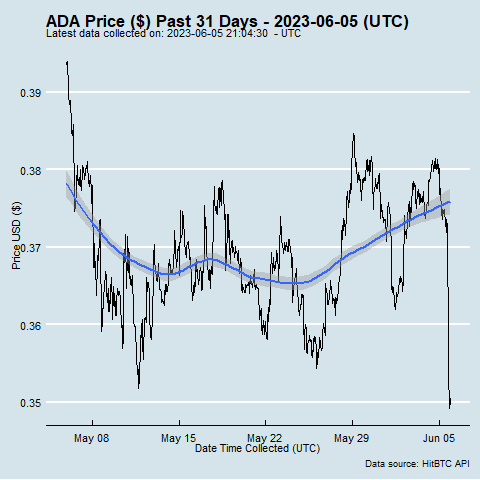 ADA Price ($) Past 31 Days - 2023-06-05 (UTC)
Latest data collected on: 2023-06-05 21:04:30 - UTC
0.39
0.38
0.37
0.36
0.35
Price USD ($)
May 08 May 15 May 22 May 29 Jun 05
Date Time Collected (UTC)
Data source: HitBTC API